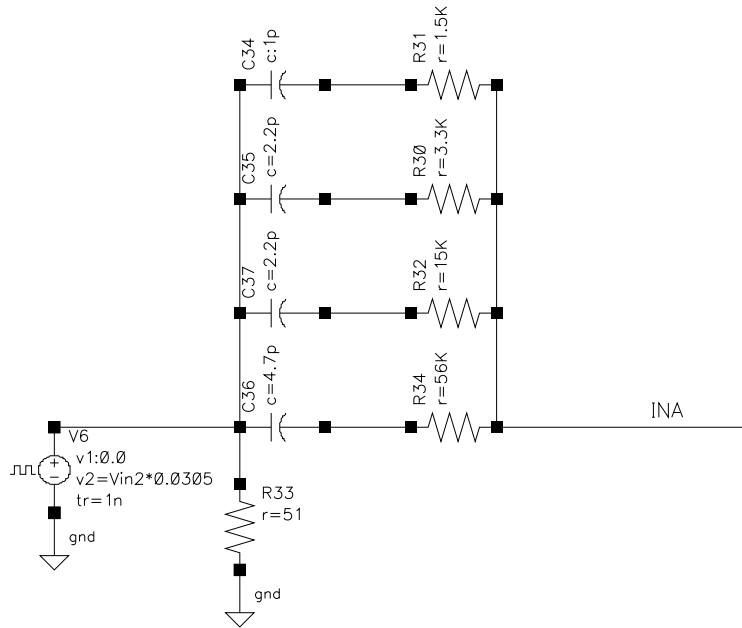 C34
c:1p
R31
r=1.5K
C35
c=2.2p
R30
r=3.3K
C37
c=2.2p
R32
r=15K
C36
c=4.7p
R34
r=56K
INA
V6
v1:0.0
v2=Vin2*0.0305
tr=1n
gnd
R33
r=51
gnd